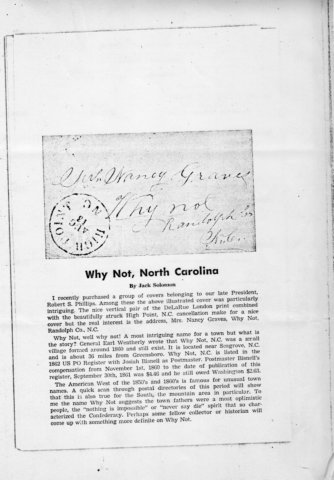 Mrs Nancy Graves
Why not
Randolph Co
HIGH POINT NC
Why Not, North Carolina
By Jack Solomon
I recently purchased a group of covers belonging to our late President,
Robert S. Phillips. Among these the above illustrated cover was particularly
intriguing. The nice vertical pair of the DeLaRue London print combined
with the beautifully struck High Point, N.C. cancellation make for a nice
cover but the real interest is the address, Mrs. Nancy Graves, Why Not,
Randolph Ch. N.C.
Why Not, well why not! A most intriguing name for a town but what is
the story? General Earl Weatherly wrote that Why Not, N.C. was a small
village formed around 1860 and still exist. It is located near Seagrove, N.C.
and is about 36 miles from Greensboro. Why Not, N.C. is listed in the
1862 US PO Register with Josiah Bisnell as Postmaster. Postmaster Bisnell's
compensation from November 1st, 1860 to the date of publication of this
register, September 30th, 1861 was $4.46 and he still owed Washington $2.63.
The American West of the 1850's and 1860's is famous for unusual town
names. A quick scan through postal directories of this period will show
that this is also true for the South, the mountain area in particular. To
me the name Why Not suggests the town fathers were a most optimistic
people, the "nothing is impossible" or "never say die" spirit that so char-
acterized the Confederacy. Perhaps some fellow collector or historian will
come up with something more definite on Why Not.